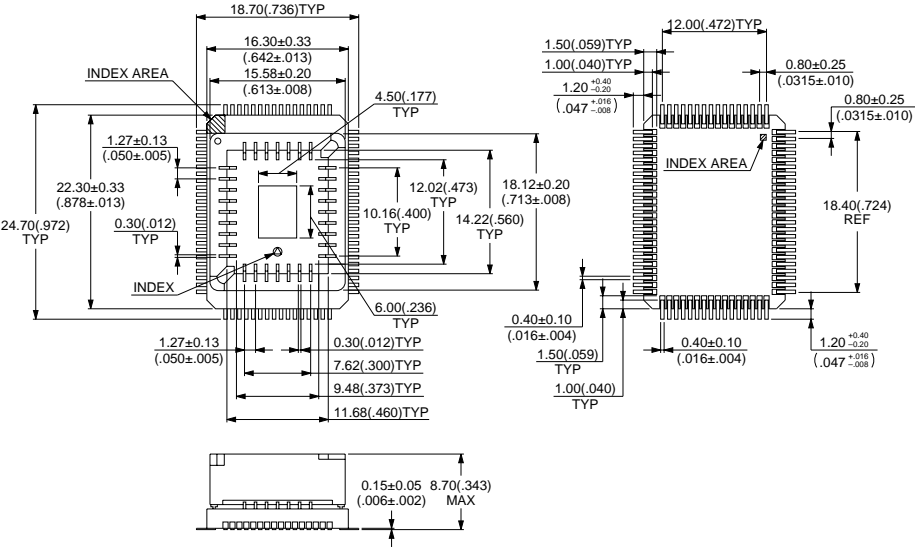 18.70(.736)TYP
16.30±0.33
(.642±.013)
15.58±0.20
(.613±.008)
INDEX AREA
4.50(.177)
TYP
1.27±0.13
(.050±.005)
22.30±0.33
(.878±.013)
24.70(.972)
TYP
0.30(.012)
TYP
INDEX
12.02(.473)
TYP
10.16(.400)
TYP
14.22(.560)
TYP
18.12±0.20
(.713±.008)
6.00(.236)
TYP
1.27±0.13
(.050±.005)
0.30(.012)TYP
7.62(.300)TYP
9.48(.373)TYP
11.68(.460)TYP
12.00(.472)TYP
1.50(.059)TYP
1.00(.040)TYP
1.20 +0.40 -0.20
(.047 +.016 -.008)
0.80±0.25
(.0315±.010)
0.80±0.25
(.0315±.010)
INDEX AREA
18.40(.724)
REF
0.40±0.10
(.016±.004)
1.50(.059)
TYP
1.00(.040)
TYP
0.40±0.10
(.016±.004)
1.20 +0.40 -0.20
(.047 +.016 -.008)
0.15±0.05
(.006±.002)
8.70(.343)
MAX